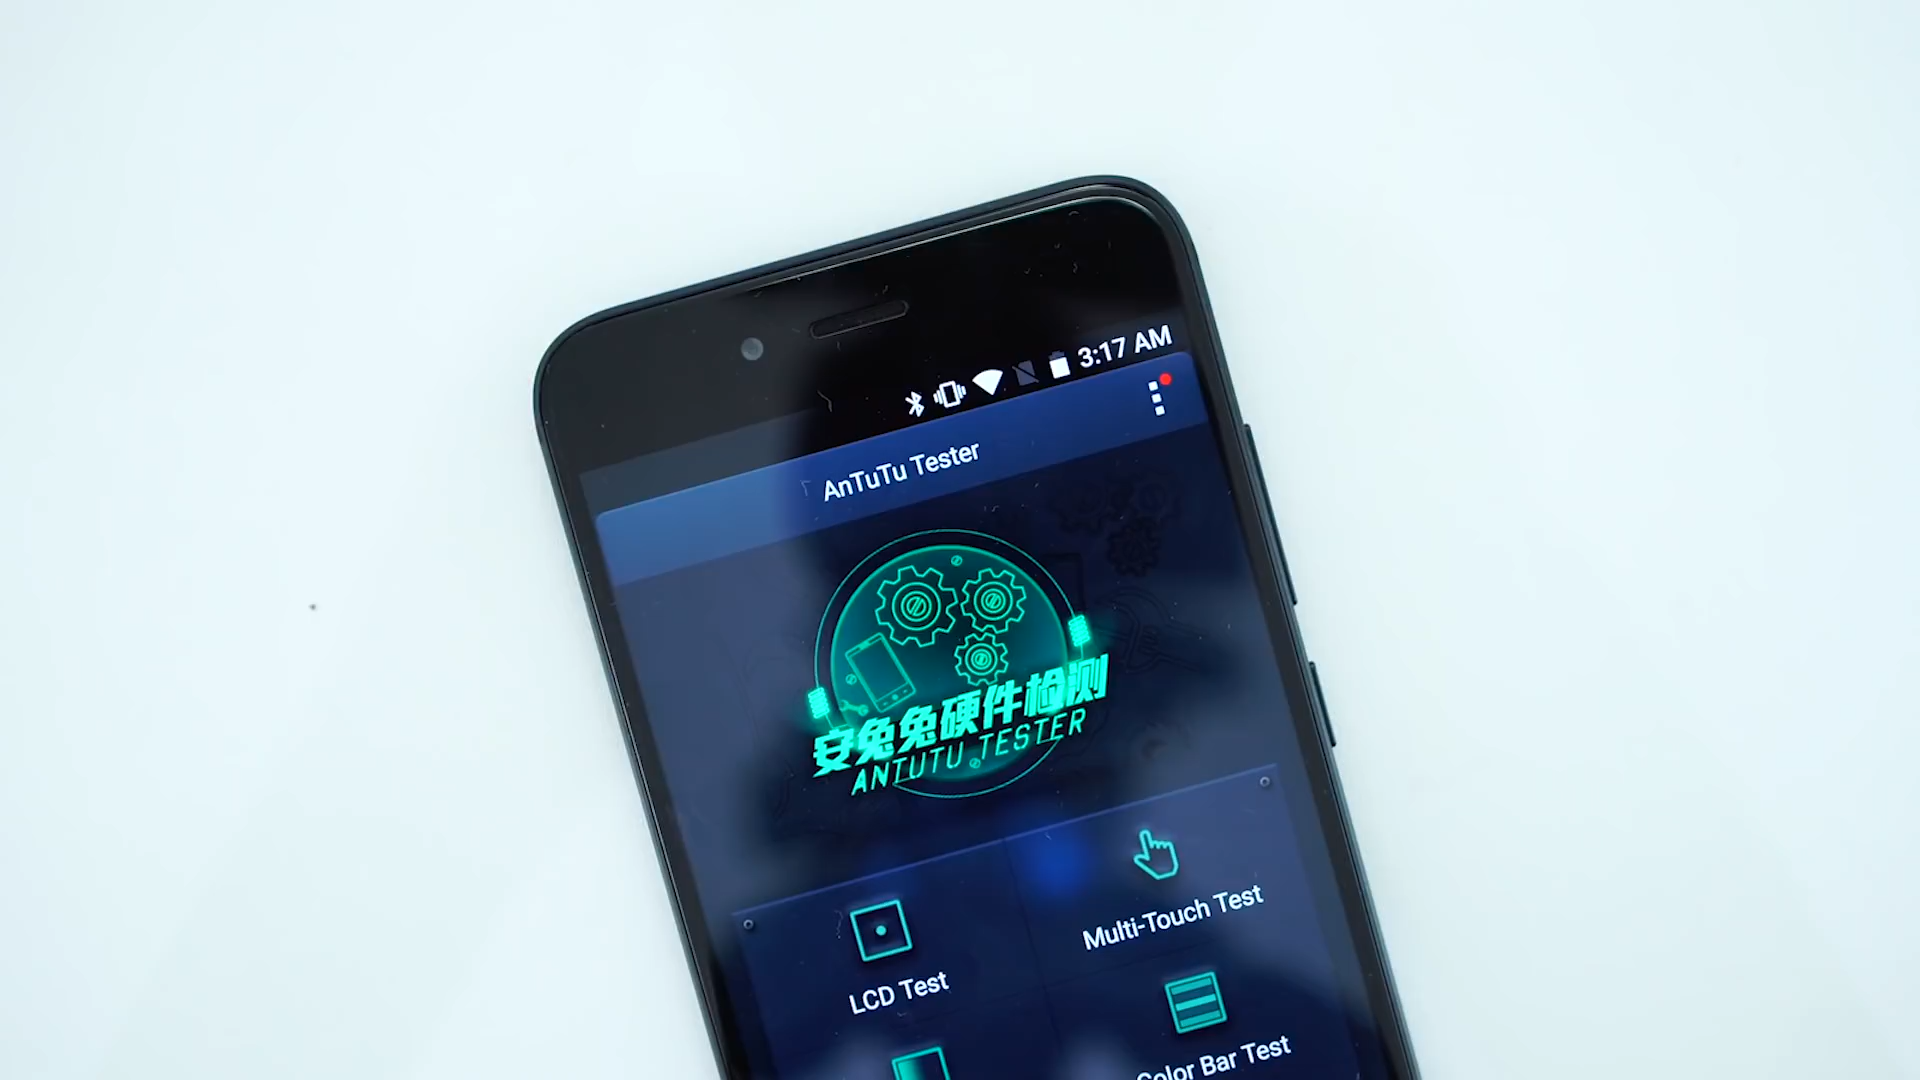 3:17 AM
AnTuTu Tester
安兔兔硬件检测
ANTUTU TESTER
LCD Test
Multi-Touch Test
Color Bar Test